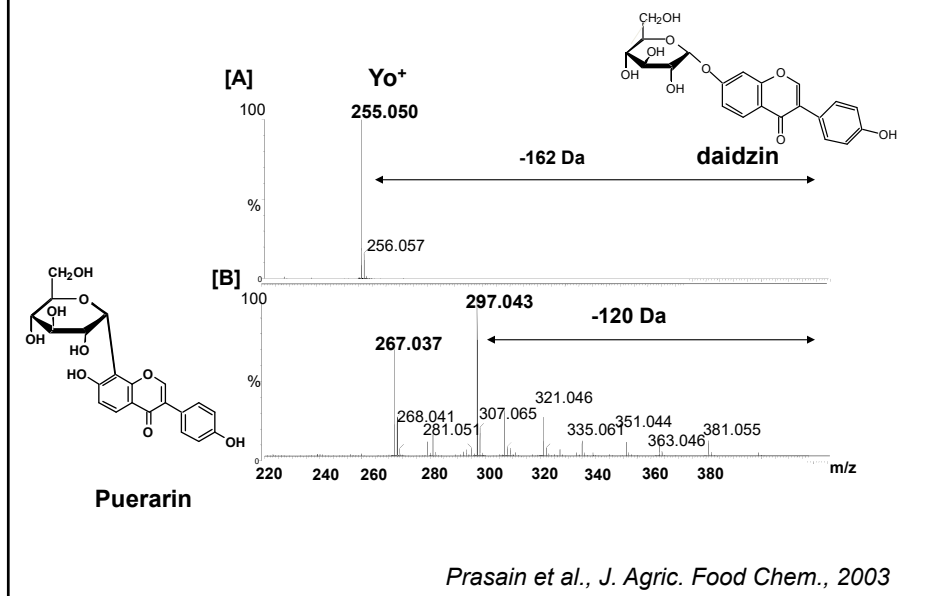 CH₂OH
O
OH
OH
OH
O
O
O
OH
daidzin
[A]
Yo⁺
100
255.050
-162 Da
%
256.057
0
[B]
100
297.043
-120 Da
267.037
%
268.041
281.051
307.065
321.046
335.061
351.044
363.046
381.055
0
220 240 260 280 300 320 340 360 380 m/z
CH₂OH
O
OH
OH
HO
HO
O
O
OH
Puerarin
Prasain et al., J. Agric. Food Chem., 2003